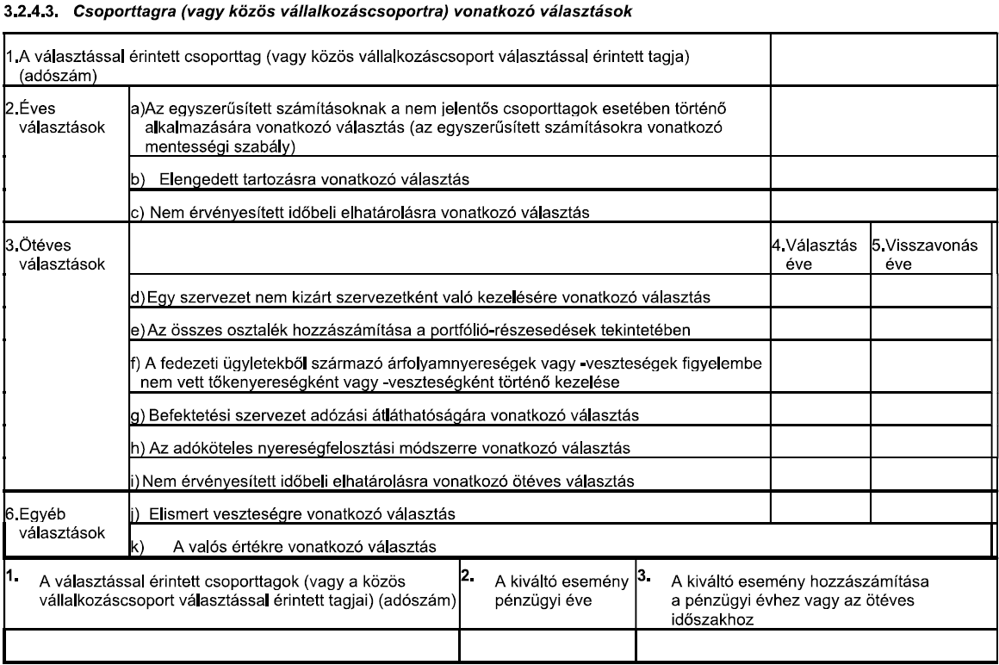 3.2.4.3. Csoporttagra (vagy közös vállalkozáscsoportra) vonatkozó választások
1.A választással érintett csoporttag (vagy közös vállalkozáscsoport választással érintett tagja)
(adószám)
2.Éves
választások
a)Az egyszerűsített számításoknak a nem jelentős csoporttagok esetében történő
alkalmazására vonatkozó választás (az egyszerűsített számításokra vonatkozó
mentességi szabály)
b) Elengedett tartozásra vonatkozó választás
c) Nem érvényesített időbeli elhatárolásra vonatkozó választás
3.Ötéves
választások
4.Választás
éve
5.Visszavonás
éve
d)Egy szervezet nem kizárt szervezetként való kezelésére vonatkozó választás
e)Az összes osztalék hozzászámítása a portfólió-részesedések tekintetében
f) A fedezeti ügyletekből származó árfolyamnyereségek vagy -veszteségek figyelembe
nem vett tőkenyereségként vagy -veszteségként történő kezelése
g) Befektetési szervezet adózási átláthatóságára vonatkozó választás
h) Az adóköteles nyereségfelosztási módszerre vonatkozó választás
i)Nem érvényesített időbeli elhatárolásra vonatkozó ötéves választás
6.Egyéb
választások
j) Elismert veszteségre vonatkozó választás
k) A valós értékre vonatkozó választás
1. A választással érintett csoporttagok (vagy a közös
vállalkozáscsoport választással érintett tagjai) (adószám)
2. A kiváltó esemény
pénzügyi éve
3. A kiváltó esemény hozzászámítása
a pénzügyi évhez vagy az ötéves
időszakhoz